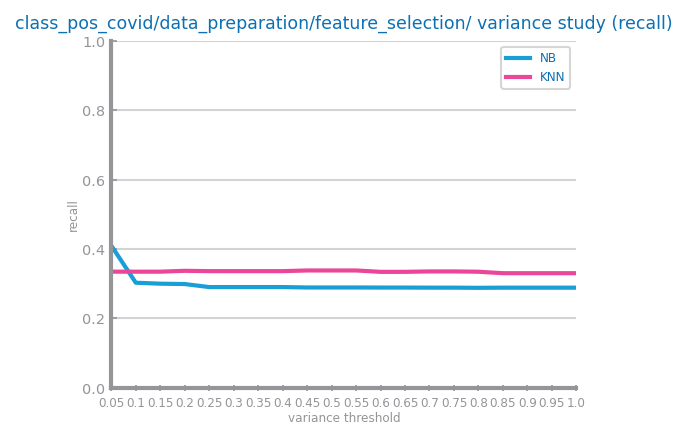 class_pos_covid/data_preparation/feature_selection/ variance study (recall)
1.0
0.8
0.6
0.4
0.2
0.0
recall
NB
KNN
0.05 0.1 0.15 0.2 0.25 0.3 0.35 0.4 0.45 0.5 0.55 0.6 0.65 0.7 0.75 0.8 0.85 0.9 0.95 1.0
variance threshold